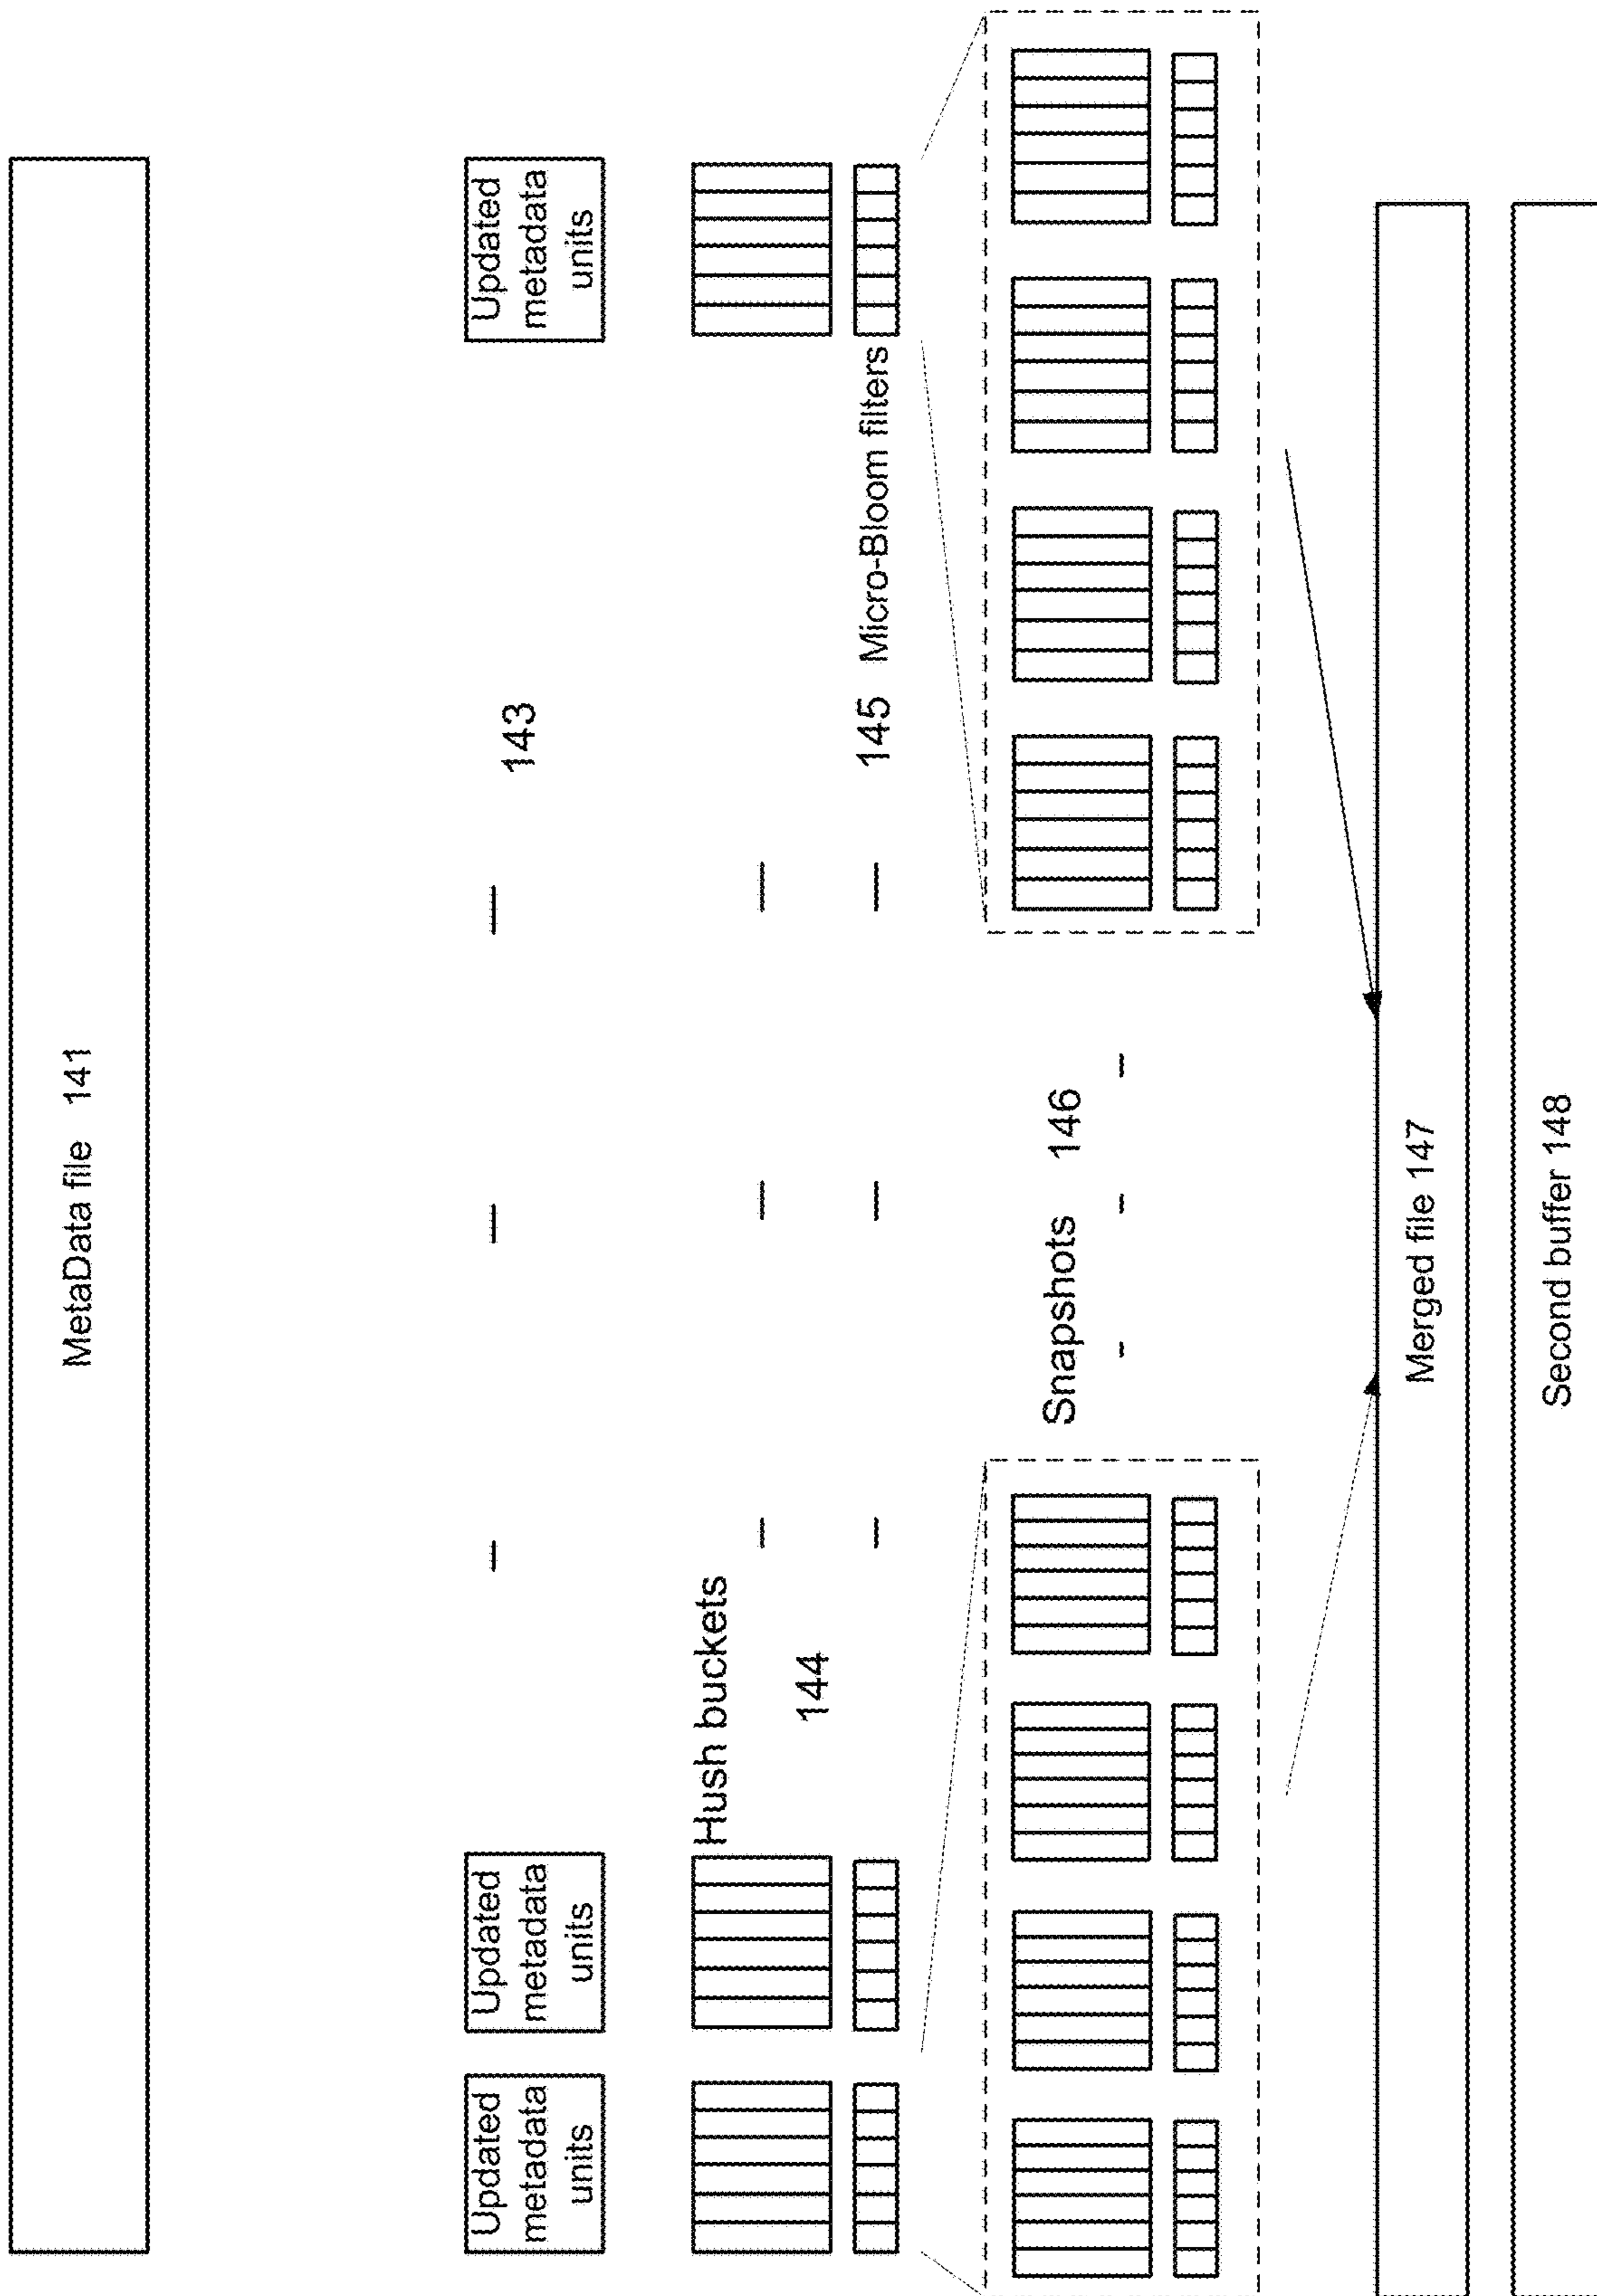 MetaData file 141
Updated
metadata
units
Updated
metadata
units
143
Updated
metadata
units
Hush buckets
144
145 Micro-Bloom filters
Snapshots 146
Merged file 147
Second buffer 148